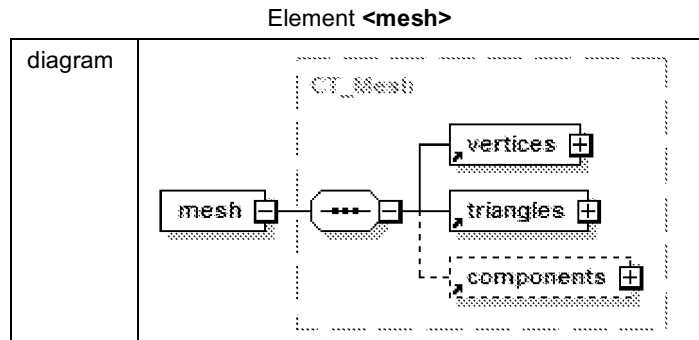 Element <mesh>
diagram
CT_Mesh
vertices
mesh
triangles
components